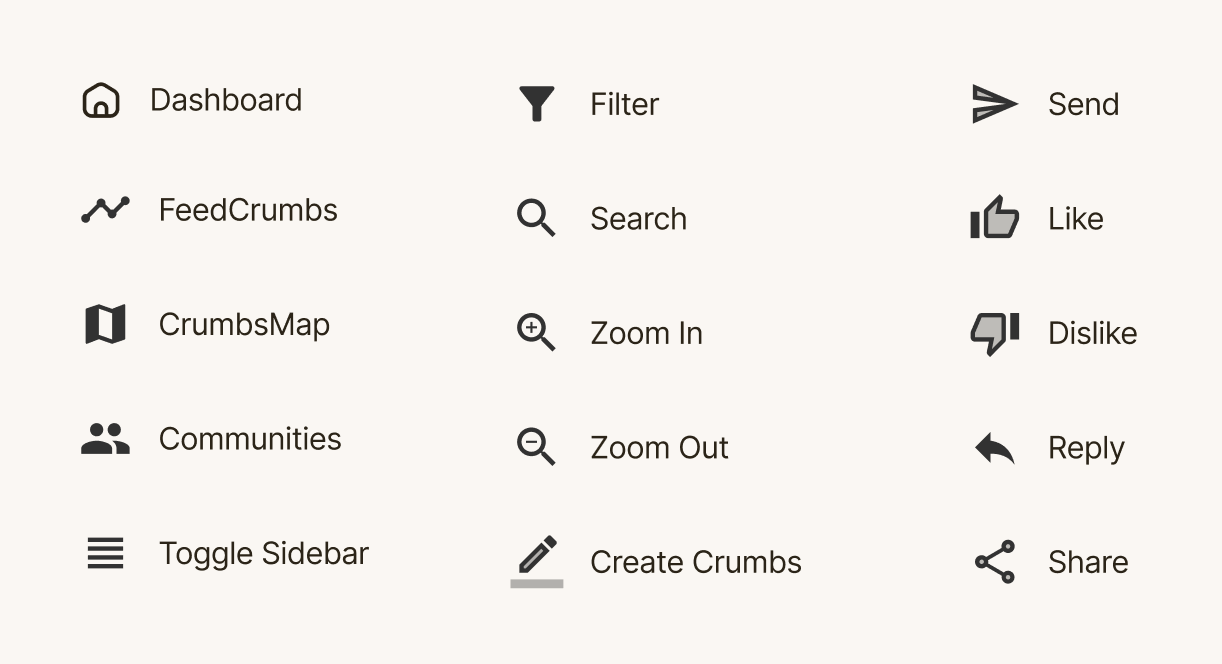 Dashboard
FeedCrumbs
CrumbsMap
Communities
Toggle Sidebar
Filter
Search
Zoom In
Zoom Out
Create Crumbs
Send
Like
Dislike
Reply
Share